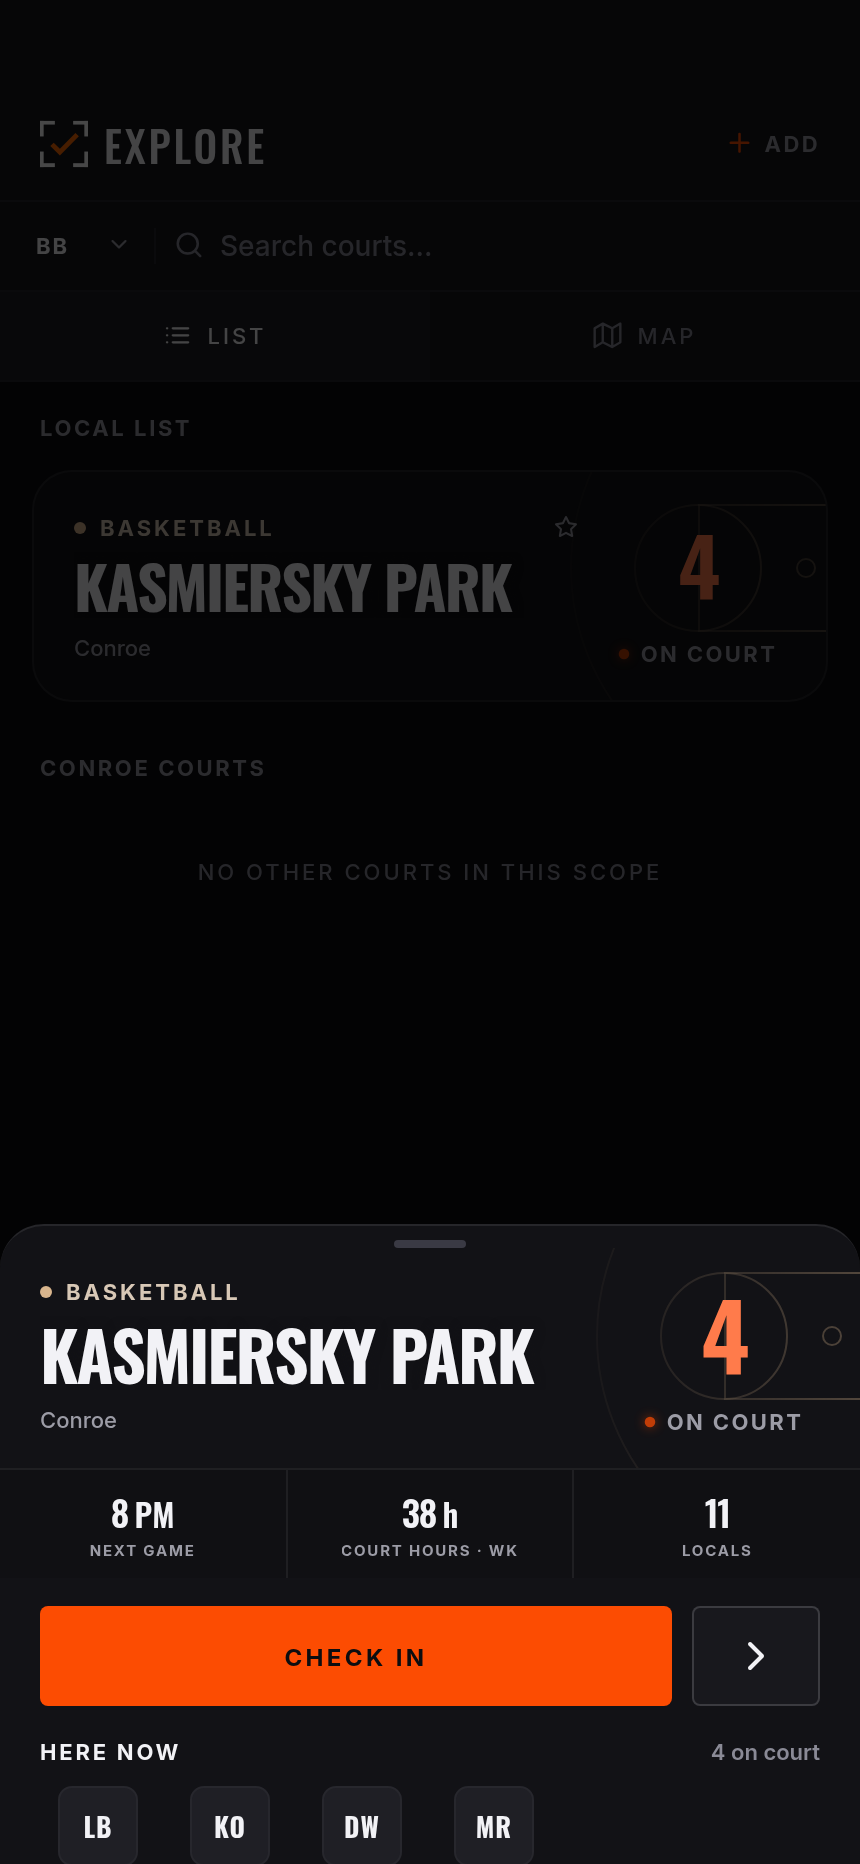 EXPLORE
ADD
BB
Search courts...
LIST
MAP
LOCAL LIST
BASKETBALL
KASMIERSKY PARK
Conroe
4
ON COURT
CONROE COURTS
NO OTHER COURTS IN THIS SCOPE
BASKETBALL
KASMIERSKY PARK
Conroe
4
ON COURT
8 PM
NEXT GAME
38 h
COURT HOURS · WK
11
LOCALS
CHECK IN
HERE NOW
4 on court
LB
KO
DW
MR